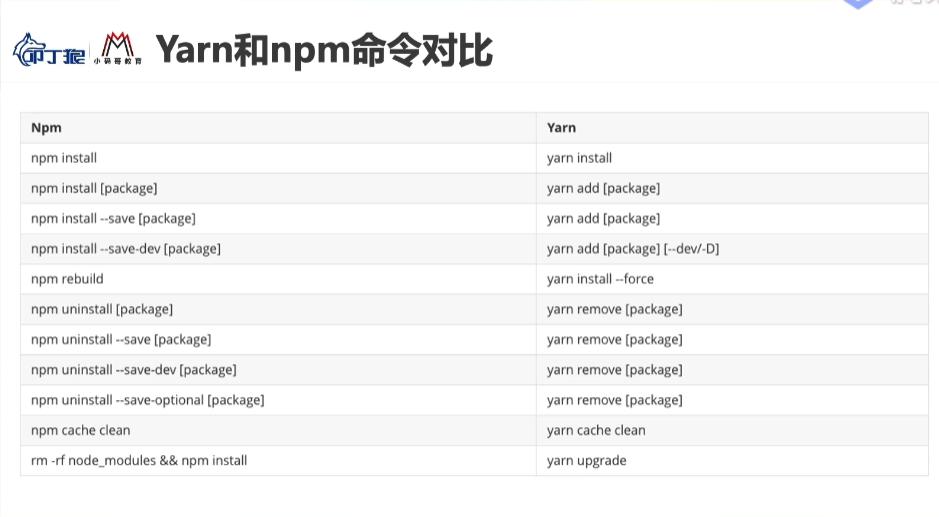 叩丁狼
小码哥教育
Yarn和npm命令对比
Npm Yarn
npm install yarn install
npm install [package] yarn add [package]
npm install --save [package] yarn add [package]
npm install --save-dev [package] yarn add [package] [--dev/-D]
npm rebuild yarn install --force
npm uninstall [package] yarn remove [package]
npm uninstall --save [package] yarn remove [package]
npm uninstall --save-dev [package] yarn remove [package]
npm uninstall --save-optional [package] yarn remove [package]
npm cache clean yarn cache clean
rm -rf node_modules && npm install yarn upgrade